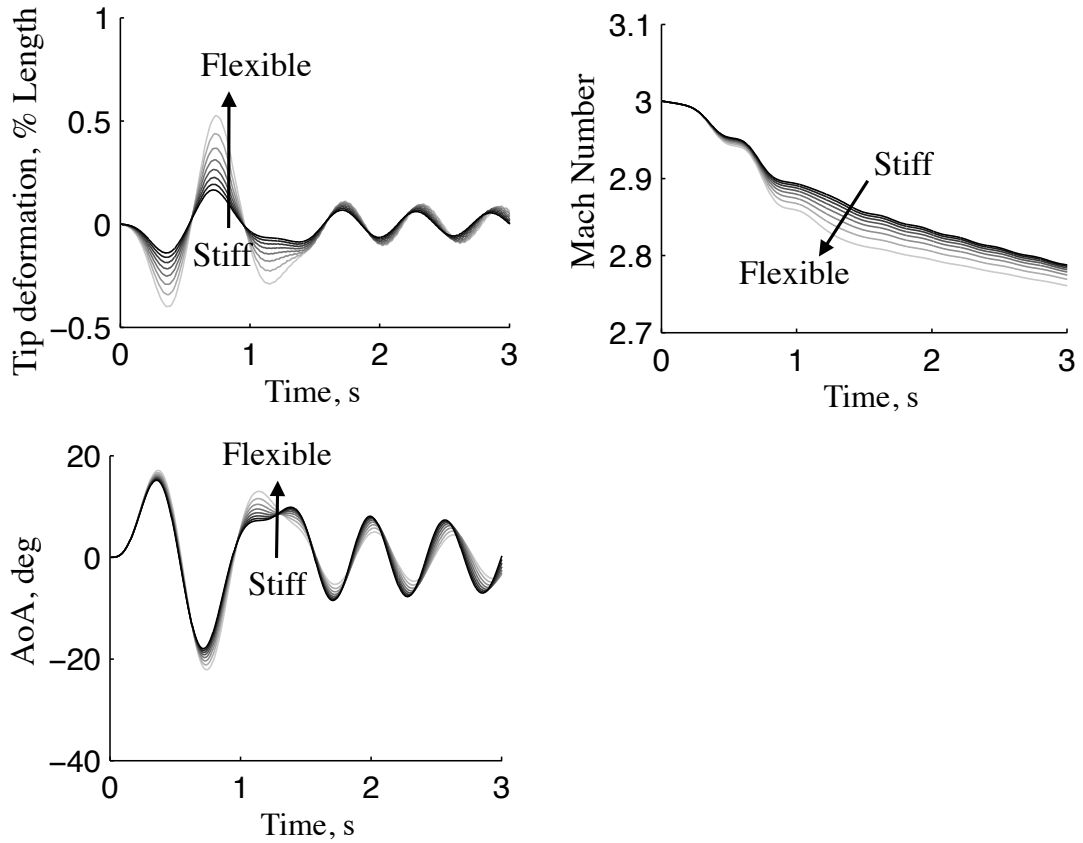 Tip deformation, % Length
1
0.5
0
−0.5
Flexible
Stiff
0 1 2 3
Time, s
Mach Number
3.1
3
2.9
2.8
2.7
Stiff
Flexible
0 1 2 3
Time, s
AoA, deg
20
0
−20
−40
Flexible
Stiff
0 1 2 3
Time, s